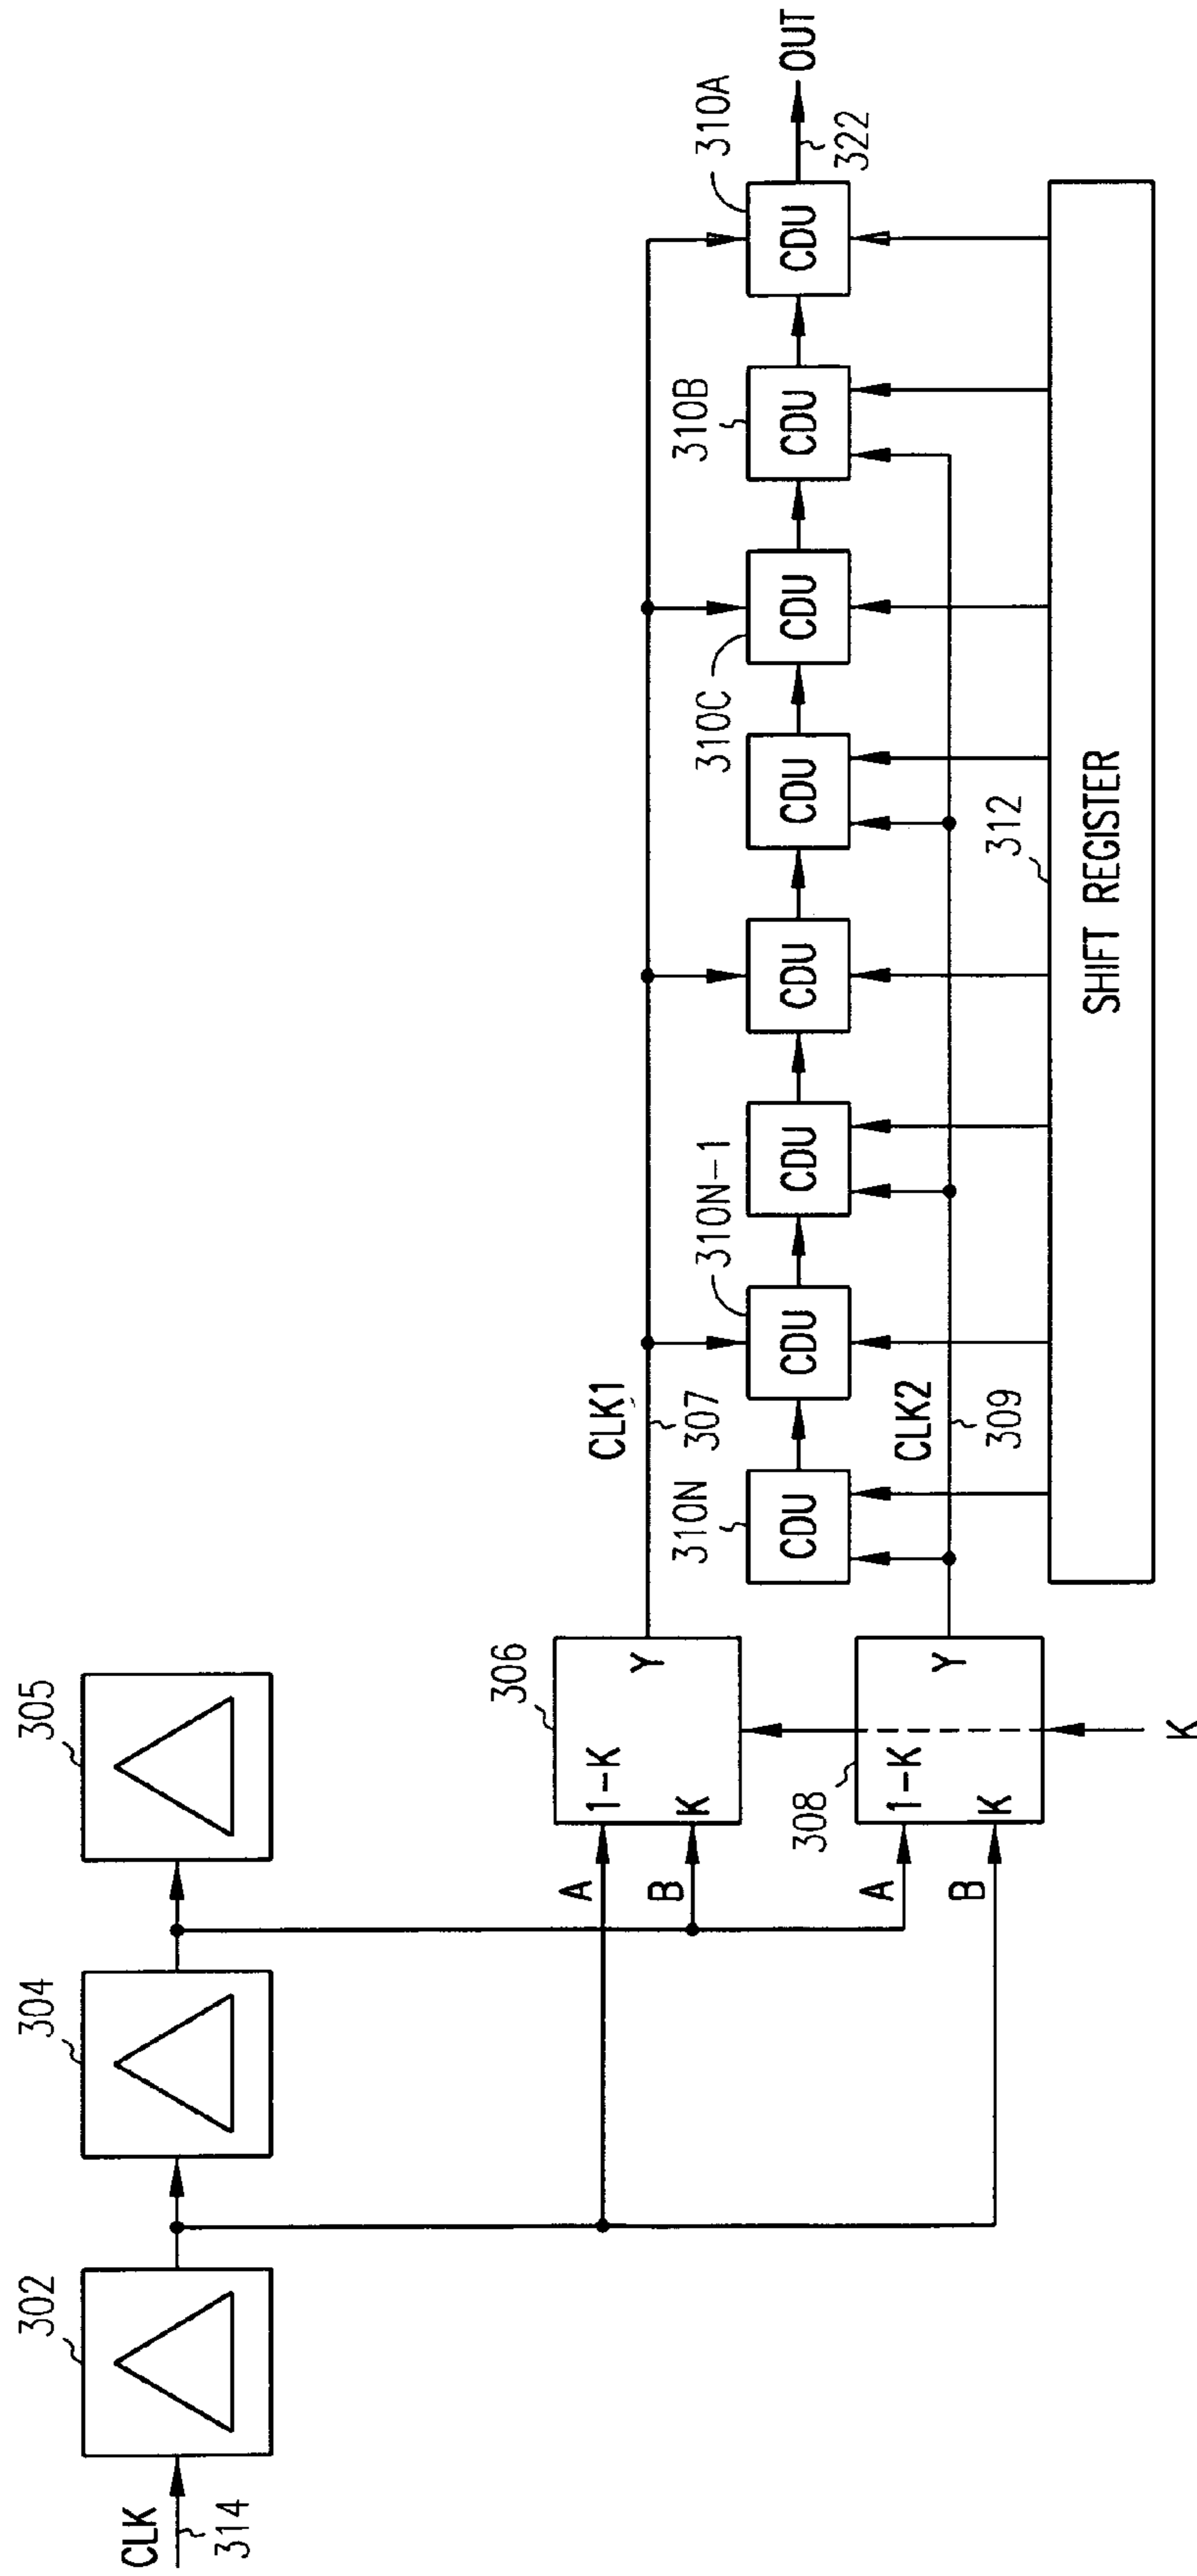 302
304
305
CLK
314
A
B
1-K
K
Y
306
A
B
1-K
K
Y
308
K
CLK1
307
CLK2
309
310N
310N-1
310C
310B
310A
CDU
CDU
CDU
CDU
CDU
CDU
CDU
CDU
OUT
322
312
SHIFT REGISTER